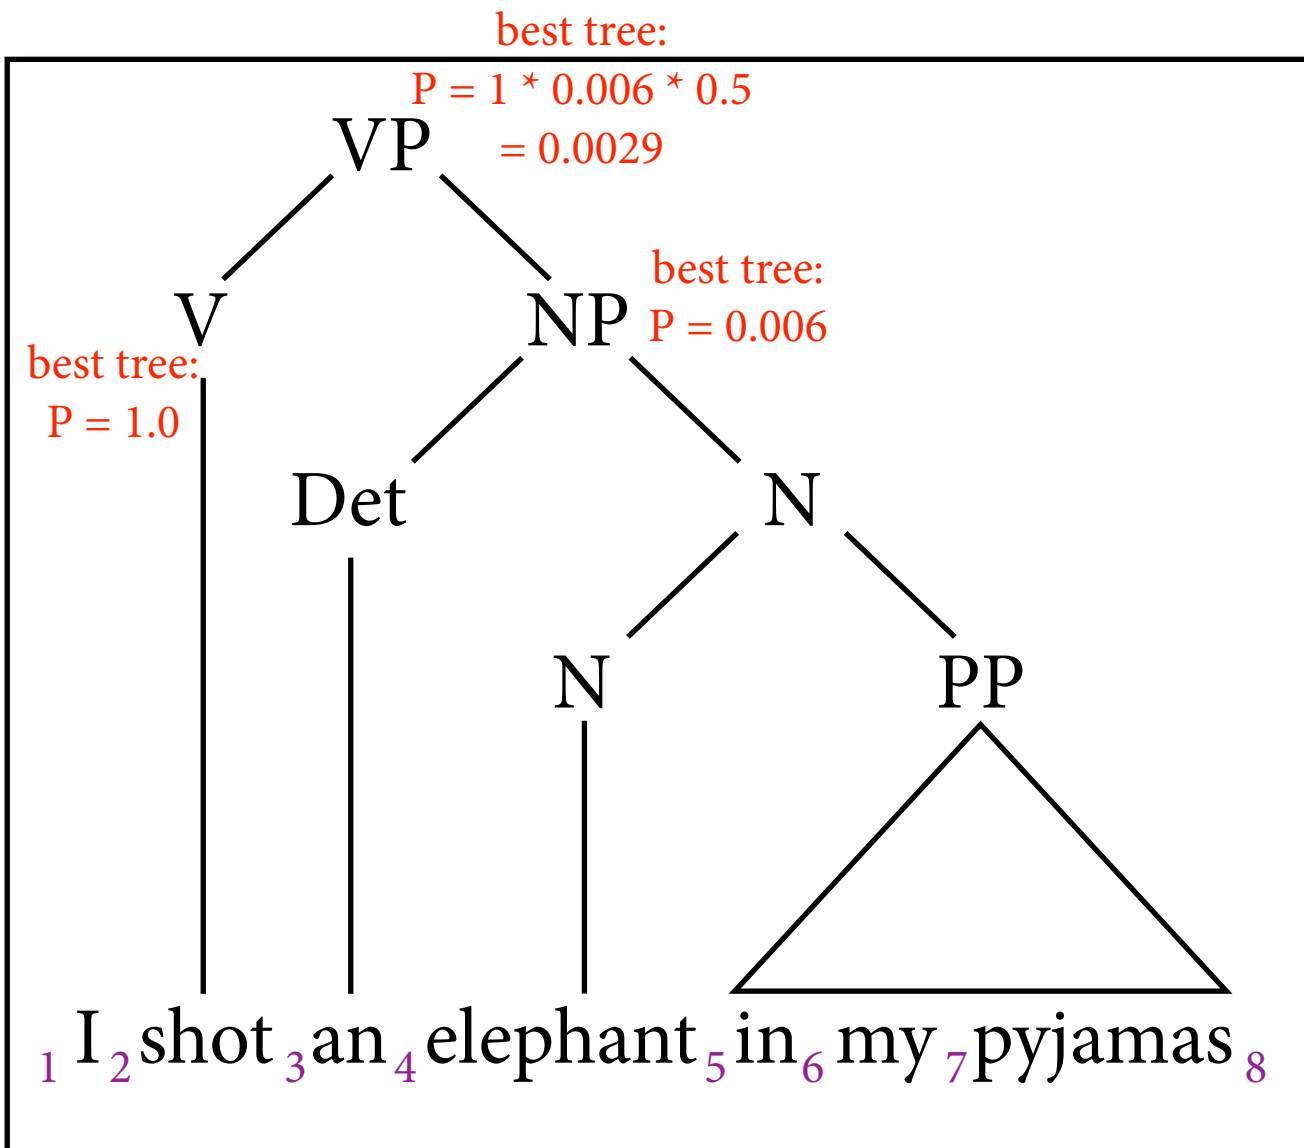 best tree:
P = 1 * 0.006 * 0.5
= 0.0029
VP
best tree:
P = 0.006
V
NP
best tree:
P = 1.0
Det
N
N
PP
1 I 2 shot 3 an 4 elephant 5 in 6 my 7 pyjamas 8